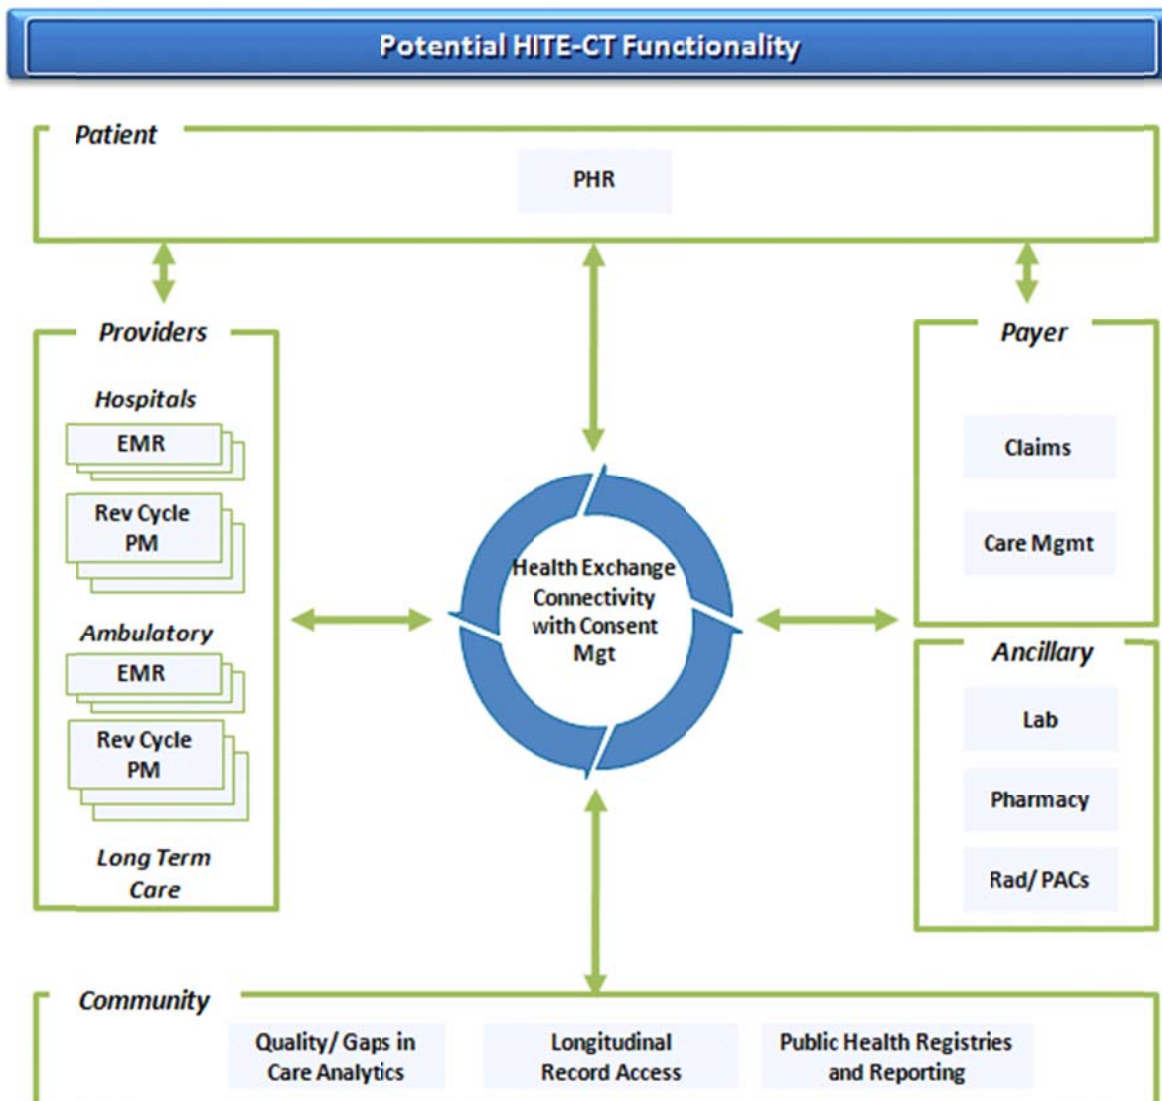 Potential HITE-CT Functionality
Patient
PHR
Providers
Hospitals
EMR
Rev Cycle
PM
Ambulatory
EMR
Rev Cycle
PM
Long Term
Care
Health Exchange
Connectivity
with Consent
Mgt
Payer
Claims
Care Mgmt
Ancillary
Lab
Pharmacy
Rad/ PACs
Community
Quality/ Gaps in
Care Analytics
Longitudinal
Record Access
Public Health Registries
and Reporting